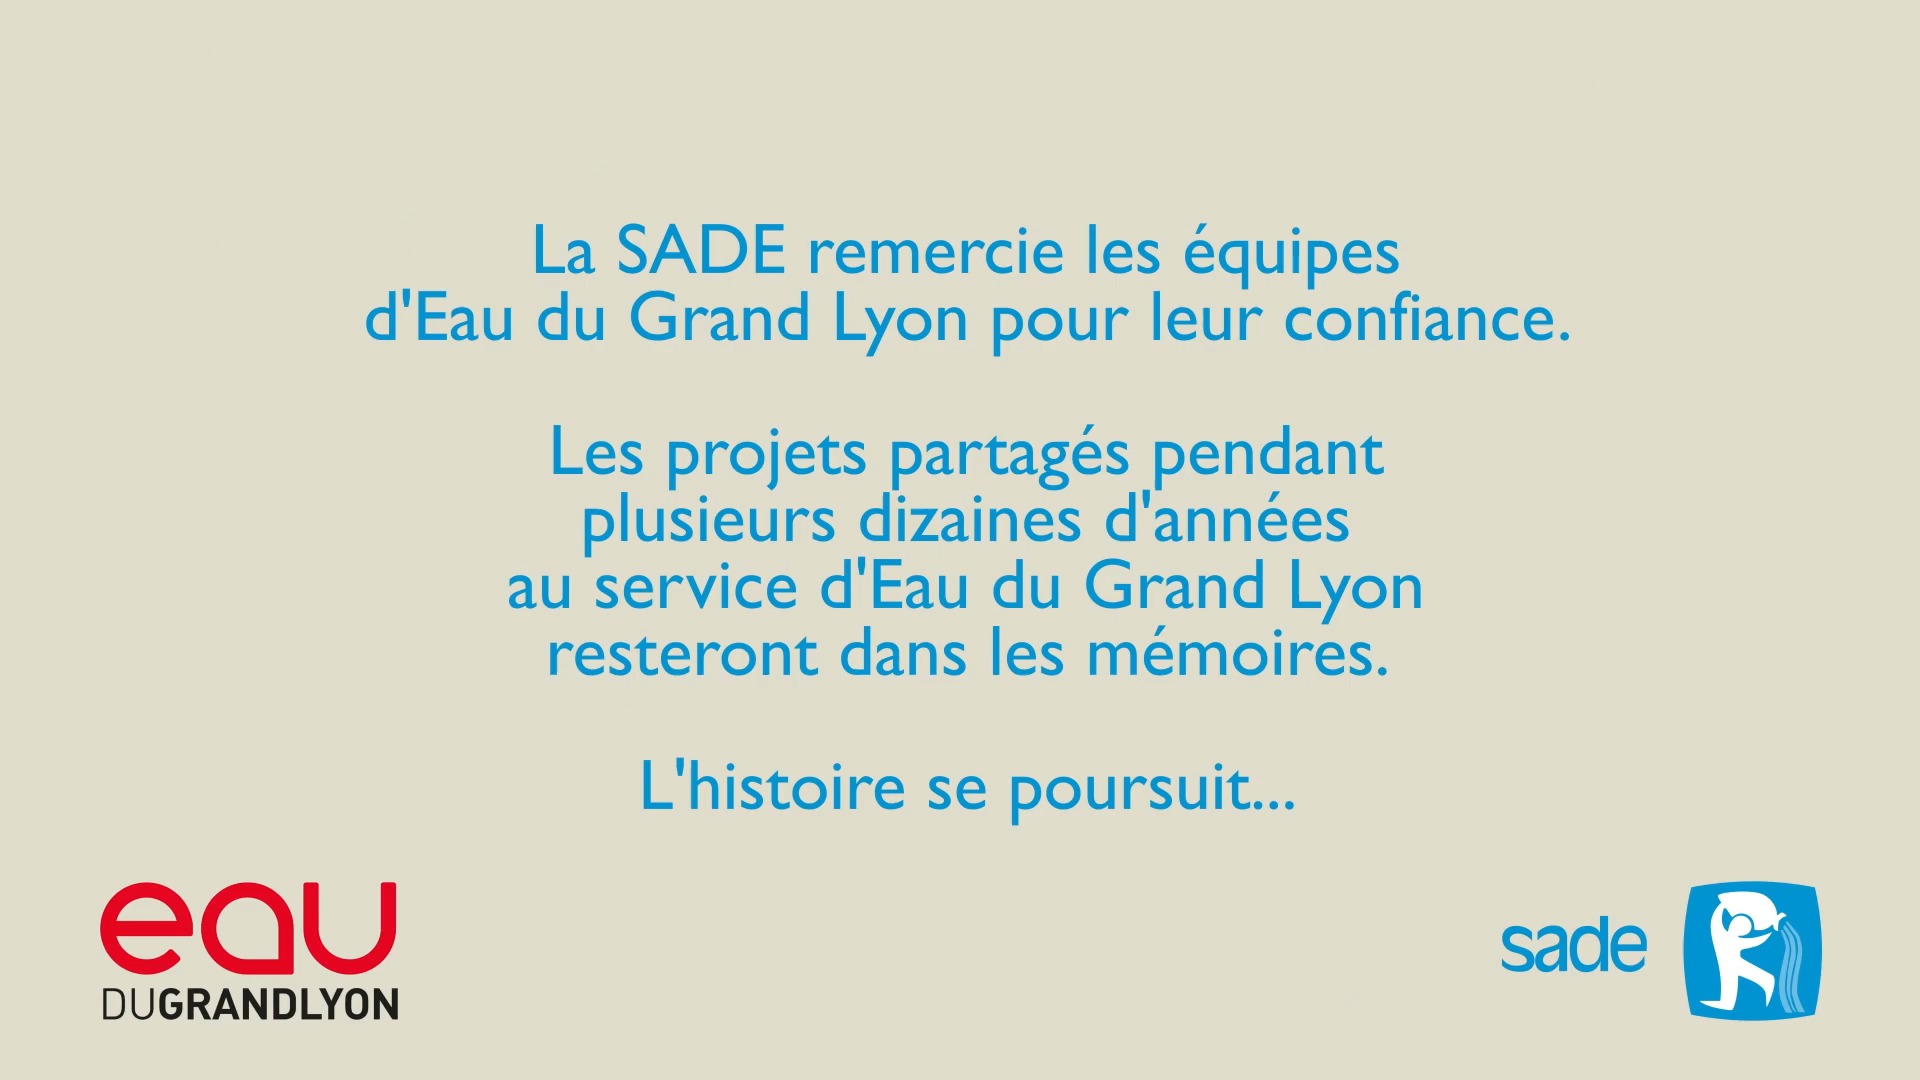 La SADE remercie les équipes
d'Eau du Grand Lyon pour leur confiance.
Les projets partagés pendant
plusieurs dizaines d'années
au service d'Eau du Grand Lyon
resteront dans les mémoires.
L'histoire se poursuit...
eau
DUGRANDLYON
sade